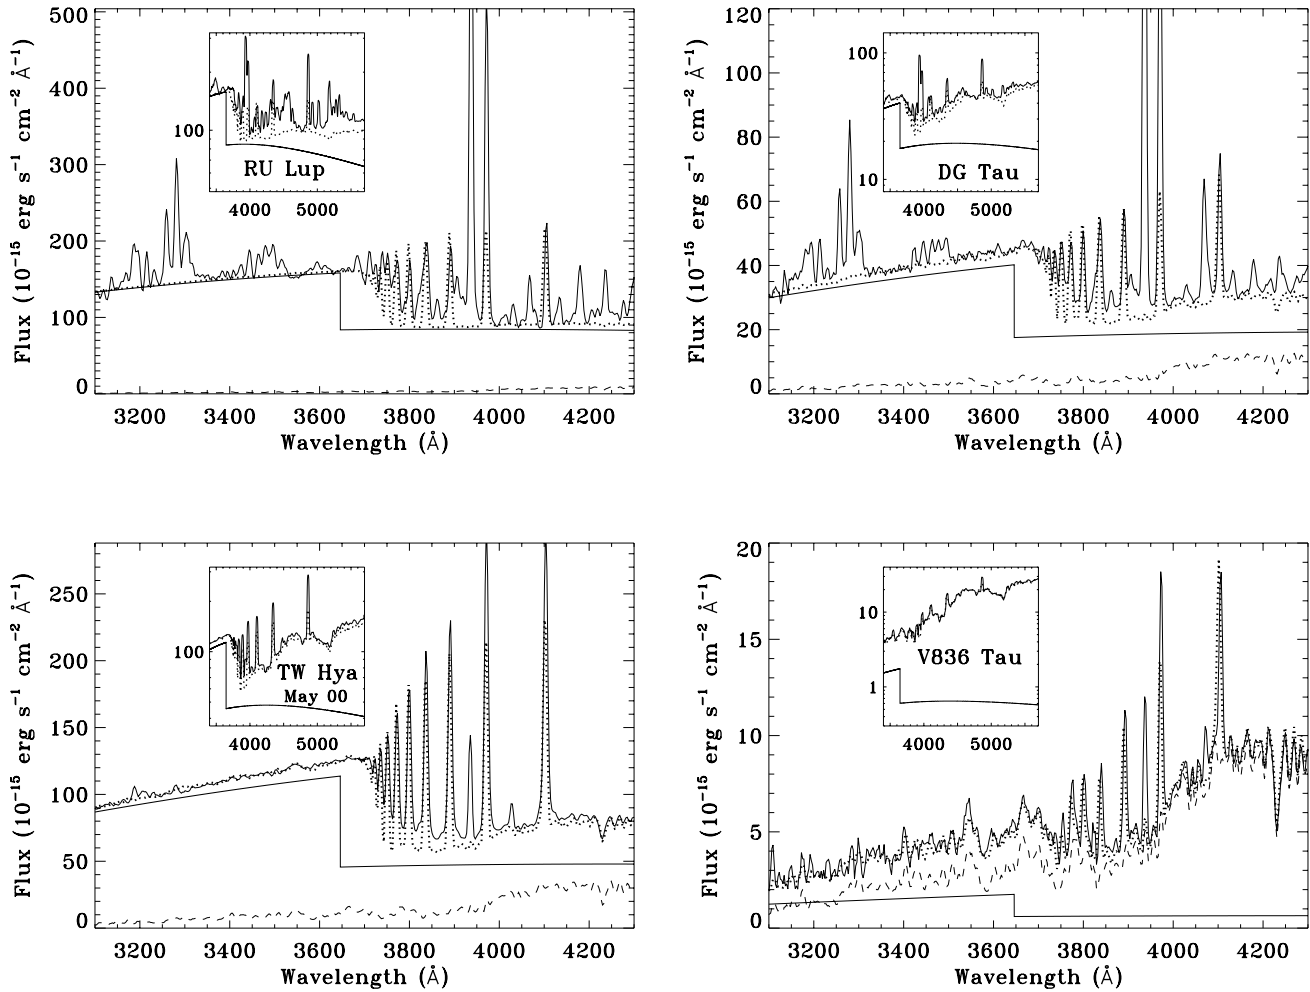 500
400
300
200
100
0
Flux (10⁻¹⁵ erg s⁻¹ cm⁻² Å⁻¹)
3200 3400 3600 3800 4000 4200
Wavelength (Å)
100
4000 5000
RU Lup
120
100
80
60
40
20
0
Flux (10⁻¹⁵ erg s⁻¹ cm⁻² Å⁻¹)
3200 3400 3600 3800 4000 4200
Wavelength (Å)
100
10
4000 5000
DG Tau
250
200
150
100
50
0
Flux (10⁻¹⁵ erg s⁻¹ cm⁻² Å⁻¹)
3200 3400 3600 3800 4000 4200
Wavelength (Å)
100
4000 5000
TW Hya
May 00
20
15
10
5
0
Flux (10⁻¹⁵ erg s⁻¹ cm⁻² Å⁻¹)
3200 3400 3600 3800 4000 4200
Wavelength (Å)
10
1
4000 5000
V836 Tau